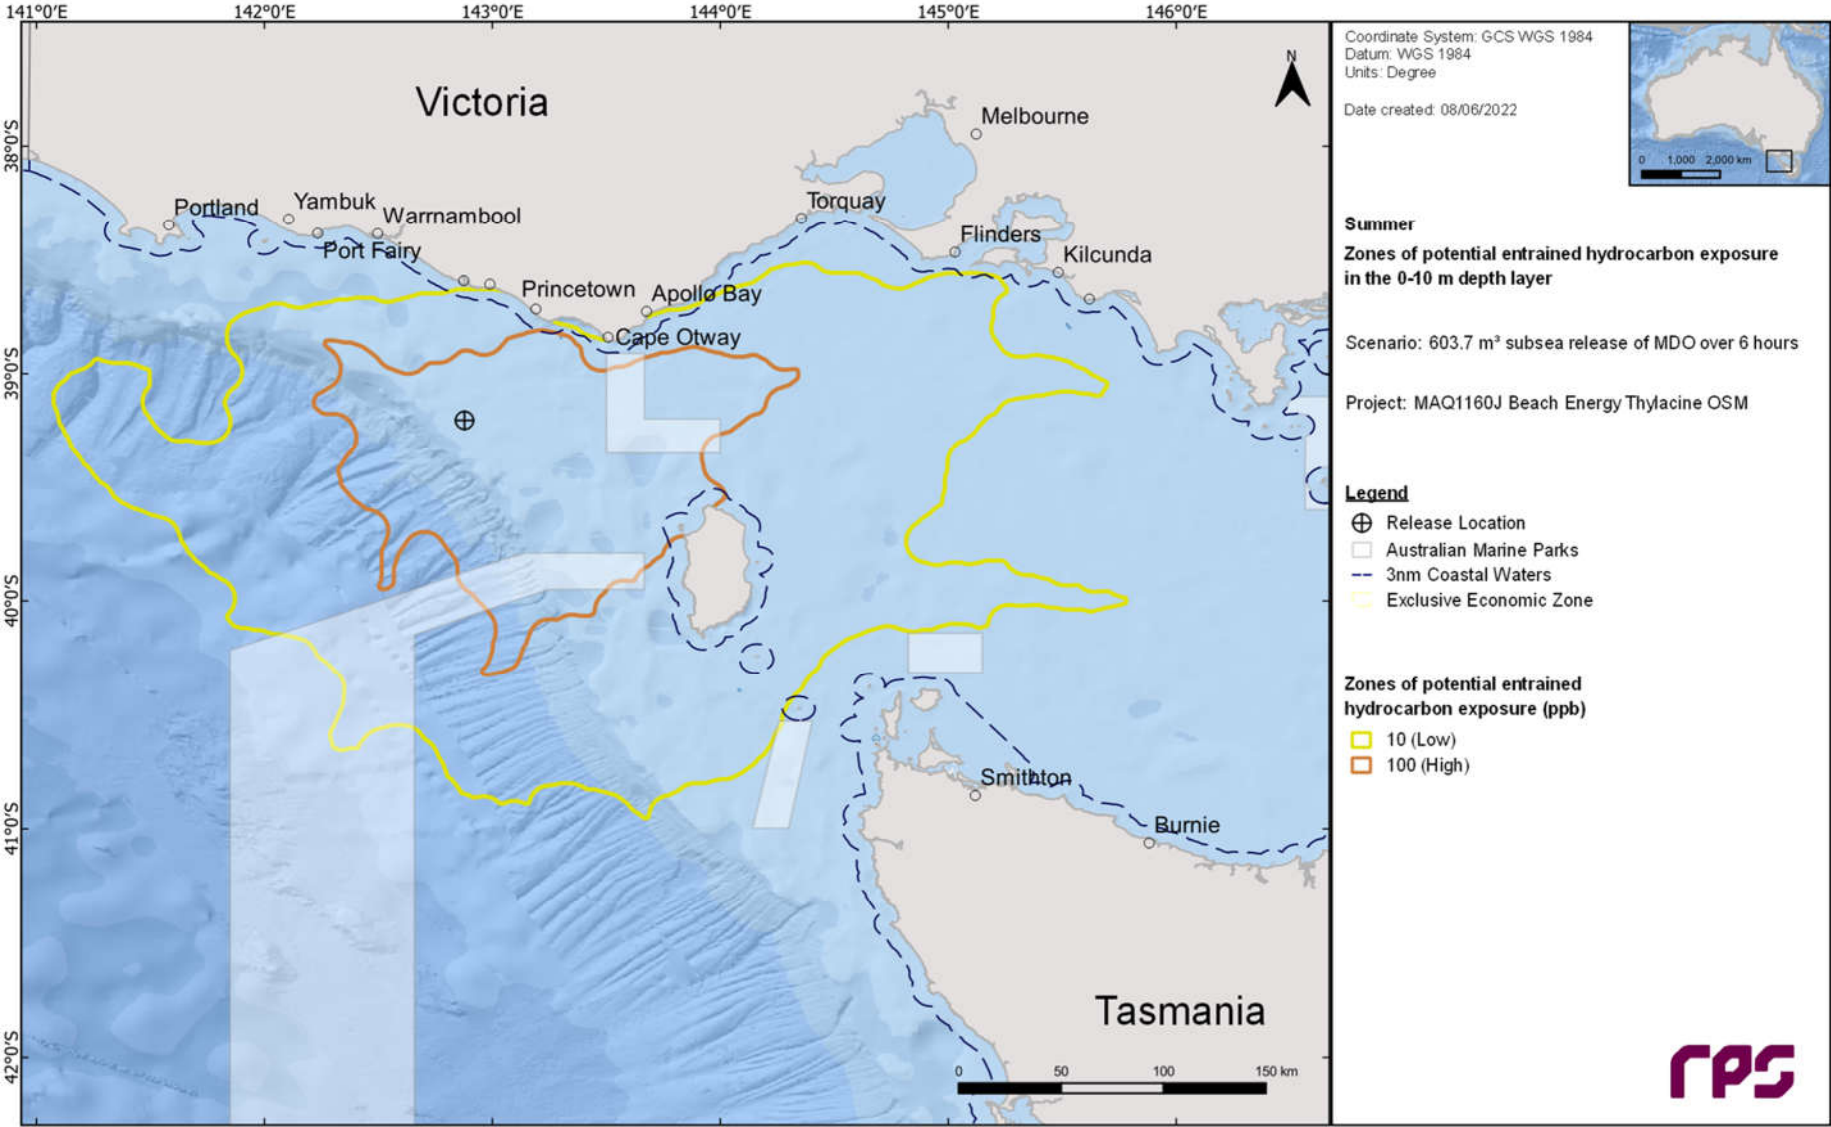 141°0'E 142°0'E 143°0'E 144°0'E 145°0'E 146°0'E
38°0'S
39°0'S
40°0'S
41°0'S
42°0'S
Victoria
N
Melbourne
Portland
Yambuk
Warrnambool
Port Fairy
Torquay
Flinders
Kilcunda
Princetown
Apollo Bay
Cape Otway
Smithton
Burnie
Tasmania
0 50 100 150 km
Coordinate System: GCS WGS 1984
Datum: WGS 1984
Units: Degree
Date created: 08/06/2022
0 1,000 2,000 km
Summer
Zones of potential entrained hydrocarbon exposure
in the 0-10 m depth layer
Scenario: 603.7 m³ subsea release of MDO over 6 hours
Project: MAQ1160J Beach Energy Thylacine OSM
Legend
Release Location
Australian Marine Parks
3nm Coastal Waters
Exclusive Economic Zone
Zones of potential entrained
hydrocarbon exposure (ppb)
10 (Low)
100 (High)
rps